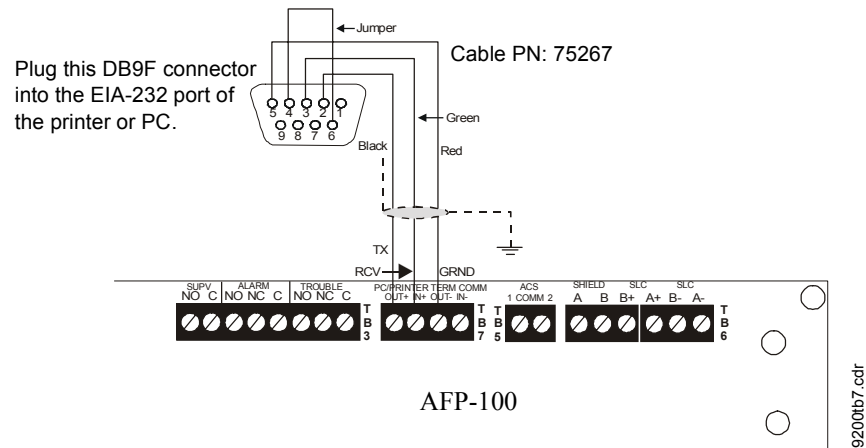 Jumper
Cable PN: 75267
Plug this DB9F connector
into the EIA-232 port of
the printer or PC.
5 4 3 2 1
9 8 7 6
Green
Black
Red
TX
RCV
GRND
SUPV ALARM TROUBLE PC/PRINTER TERM COMM ACS SHIELD SLC SLC
NO C NO NC C NO NC C OUT+ IN+ OUT- IN- 1 COMM 2 A B B+ A+ B- A-
TB3
TB7
TB5
TB6
AFP-100
9200tb7.cdr